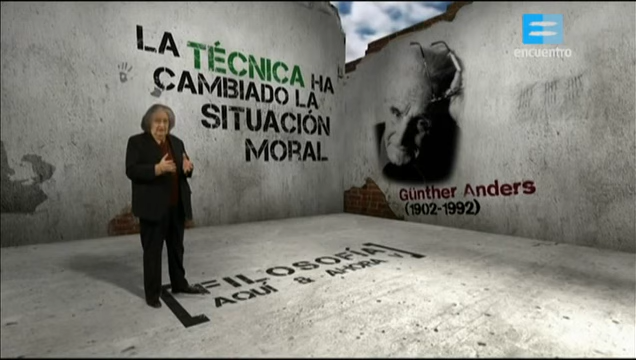 encuentro
LA TÉCNICA HA
CAMBIADO LA
SITUACIÓN
MORAL
Günther Anders
(1902-1992)
[FILOSOFÍA
AQUÍ & AHORA]